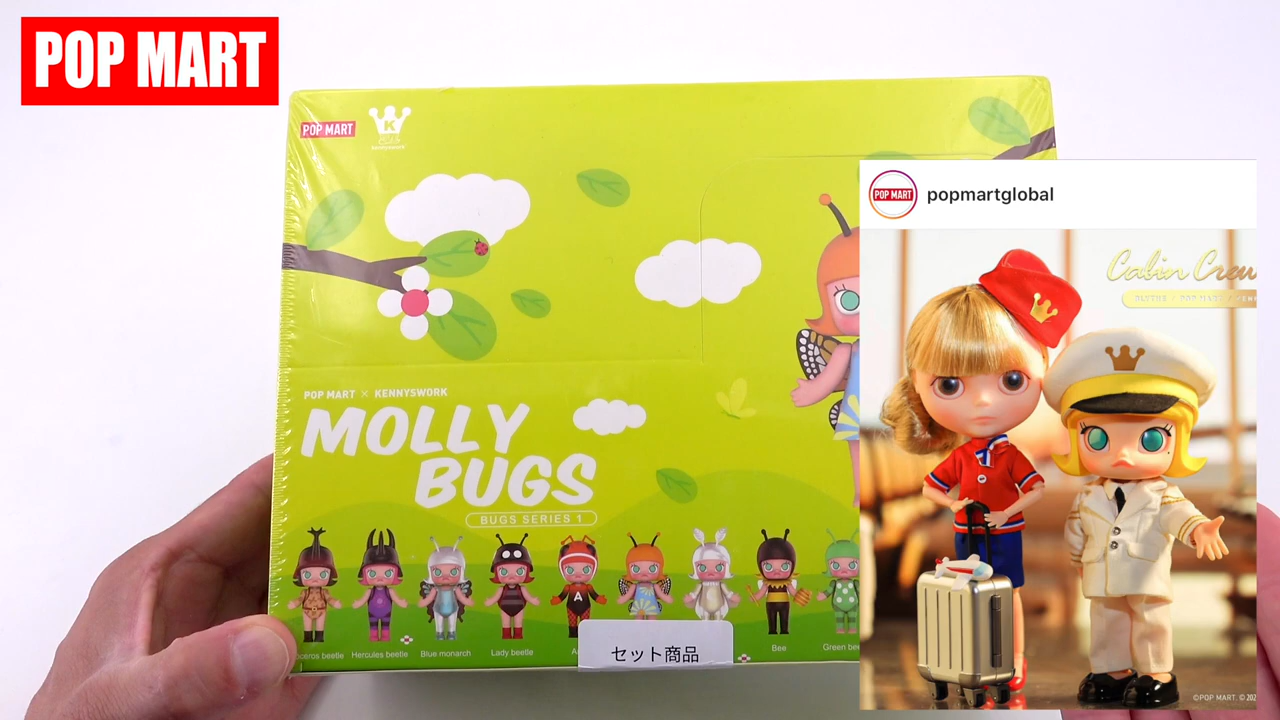 POP MART
POP MART
KENNYSWORK
POP MART × KENNYSWORK
MOLLY
BUGS
BUGS SERIES 1
Hercules beetle
Blue monarch
Lady beetle
Bee
セット商品
POP MART
popmartglobal
Cabin Crew
©POP MART. ©